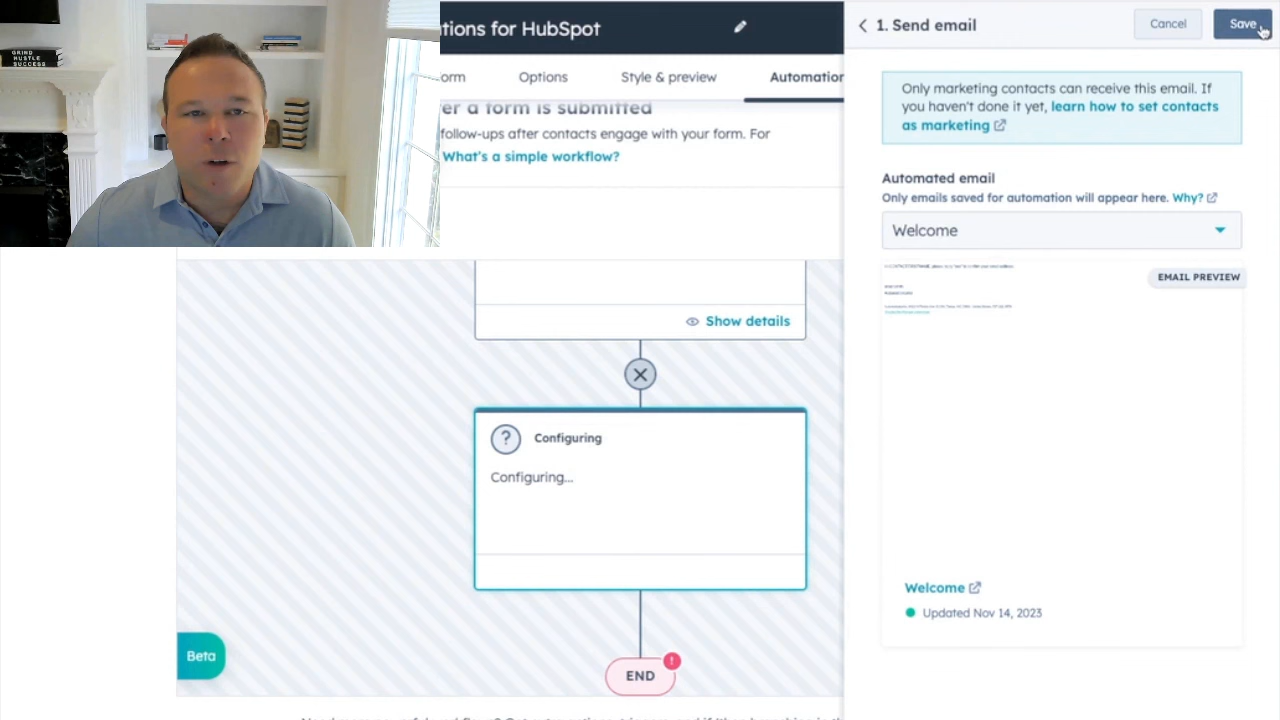 GRIND
HUSTLE
SUCCESS
tions for HubSpot
orm
Options
Style & preview
Automation
er a form is submitted
follow-ups after contacts engage with your form. For
What's a simple workflow?
Show details
?
Configuring
Configuring...
Beta
END
!
1. Send email
Cancel
Save
Only marketing contacts can receive this email. If
you haven't done it yet, learn how to set contacts
as marketing
Automated email
Only emails saved for automation will appear here. Why?
Welcome
EMAIL PREVIEW
Welcome
Updated Nov 14, 2023